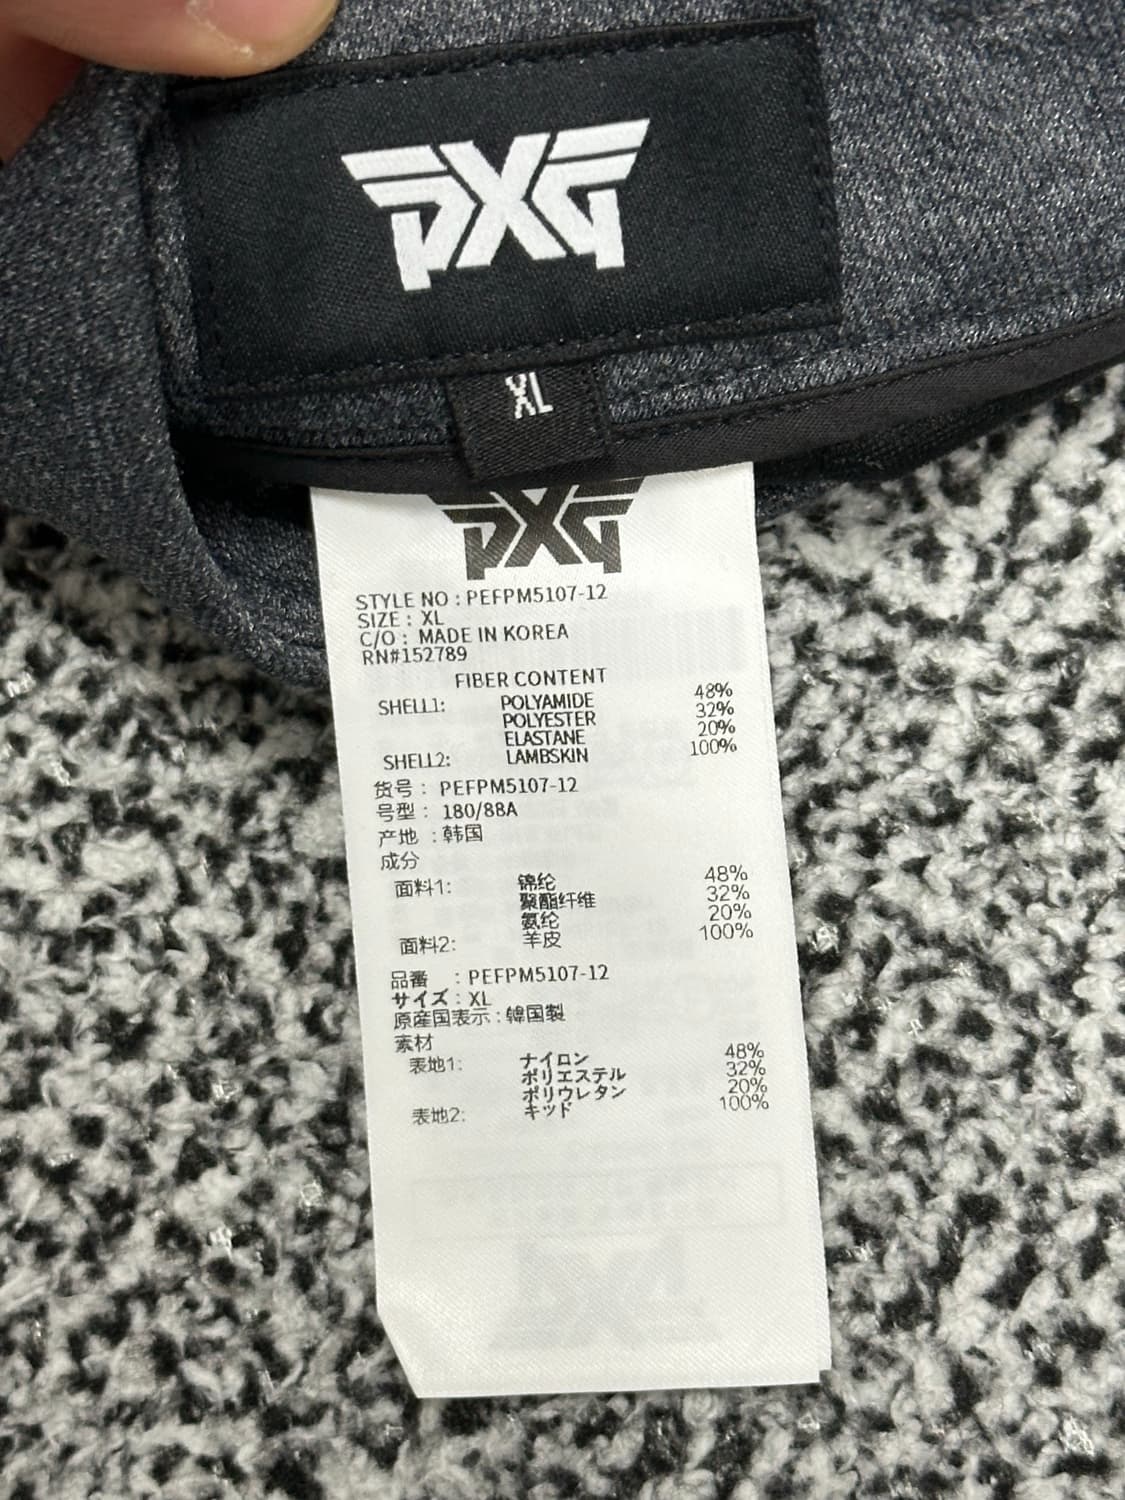 PXG
XL
PXG
STYLE NO : PEFPM5107-12
SIZE : XL
C/O : MADE IN KOREA
RN#152789
FIBER CONTENT
SHELL1: POLYAMIDE 48%
POLYESTER 32%
ELASTANE 20%
SHELL2: LAMBSKIN 100%
货号 : PEFPM5107-12
号型 : 180/88A
产地 : 韩国
成分
面料1: 锦纶 48%
聚酯纤维 32%
氨纶 20%
面料2: 羊皮 100%
品番 : PEFPM5107-12
サイズ : XL
原産国表示 : 韓国製
素材
表地1: ナイロン 48%
ポリエステル 32%
ポリウレタン 20%
表地2: キッド 100%